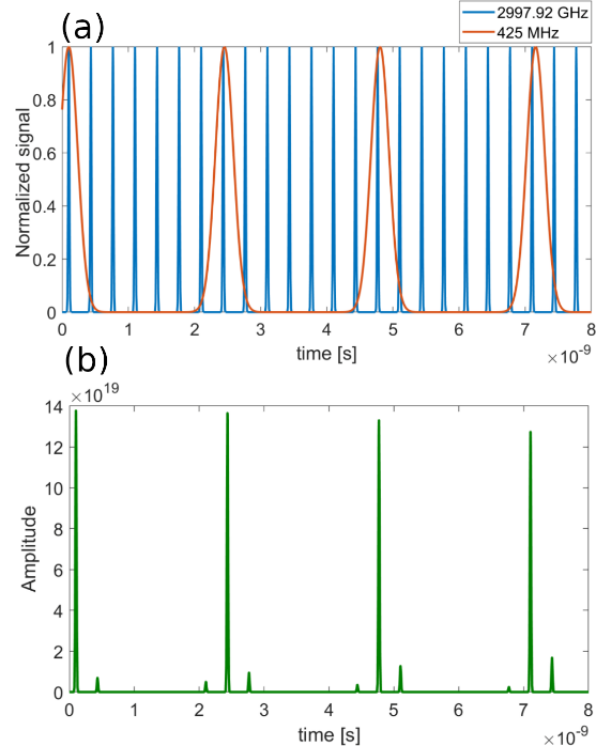 (a)
2997.92 GHz
425 MHz
1
0.8
0.6
0.4
0.2
0
Normalized signal
0 1 2 3 4 5 6 7 8
time [s]
×10⁻⁹
(b)
×10¹⁹
14
12
10
8
6
4
2
0
Amplitude
0 1 2 3 4 5 6 7 8
time [s]
×10⁻⁹